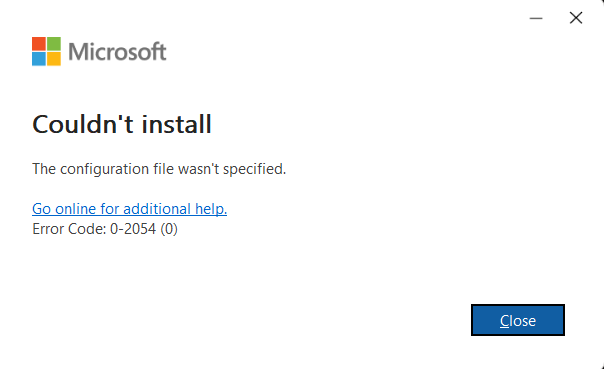 Microsoft
Couldn't install
The configuration file wasn't specified.
Go online for additional help.
Error Code: 0-2054 (0)
Close